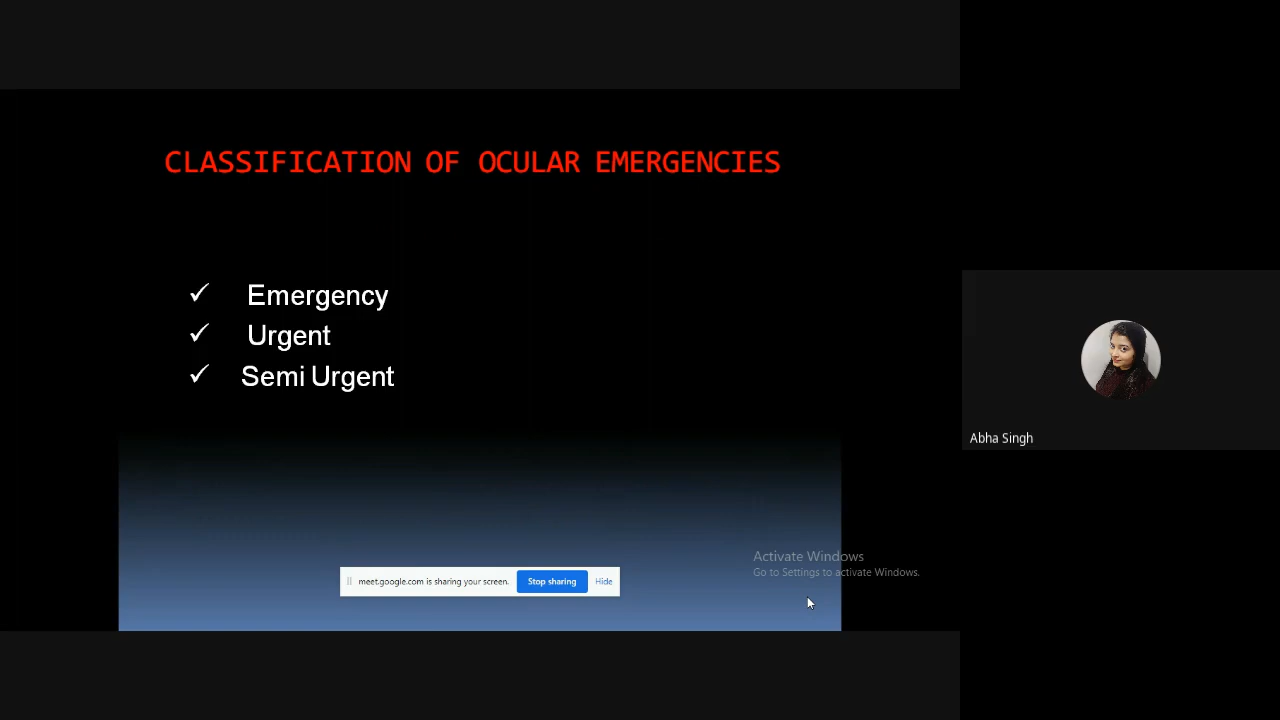 CLASSIFICATION OF OCULAR EMERGENCIES
✓ Emergency
✓ Urgent
✓ Semi Urgent
Abha Singh
Activate Windows
Go to Settings to activate Windows.
meet.google.com is sharing your screen. Stop sharing Hide